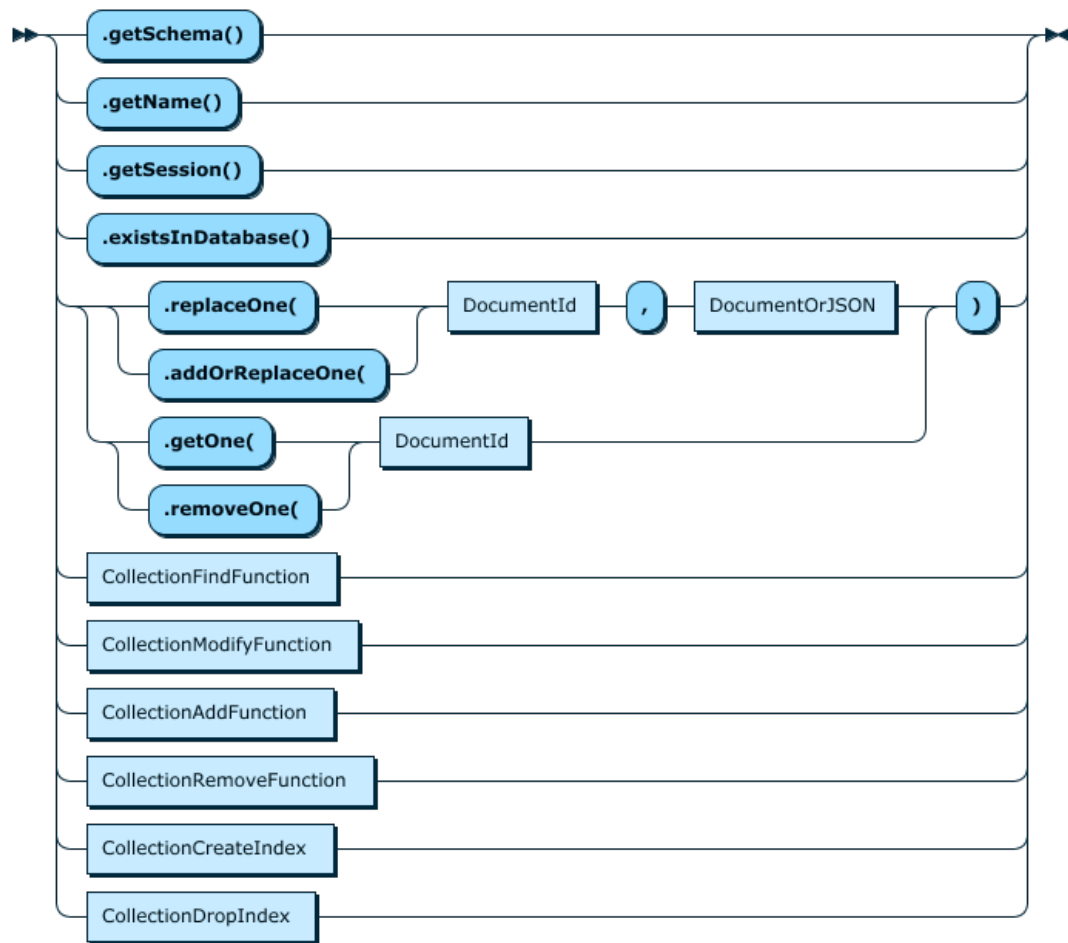 .getSchema()
.getName()
.getSession()
.existsInDatabase()
.replaceOne( DocumentId , DocumentOrJSON )
.addOrReplaceOne(
.getOne( DocumentId
.removeOne(
CollectionFindFunction
CollectionModifyFunction
CollectionAddFunction
CollectionRemoveFunction
CollectionCreateIndex
CollectionDropIndex